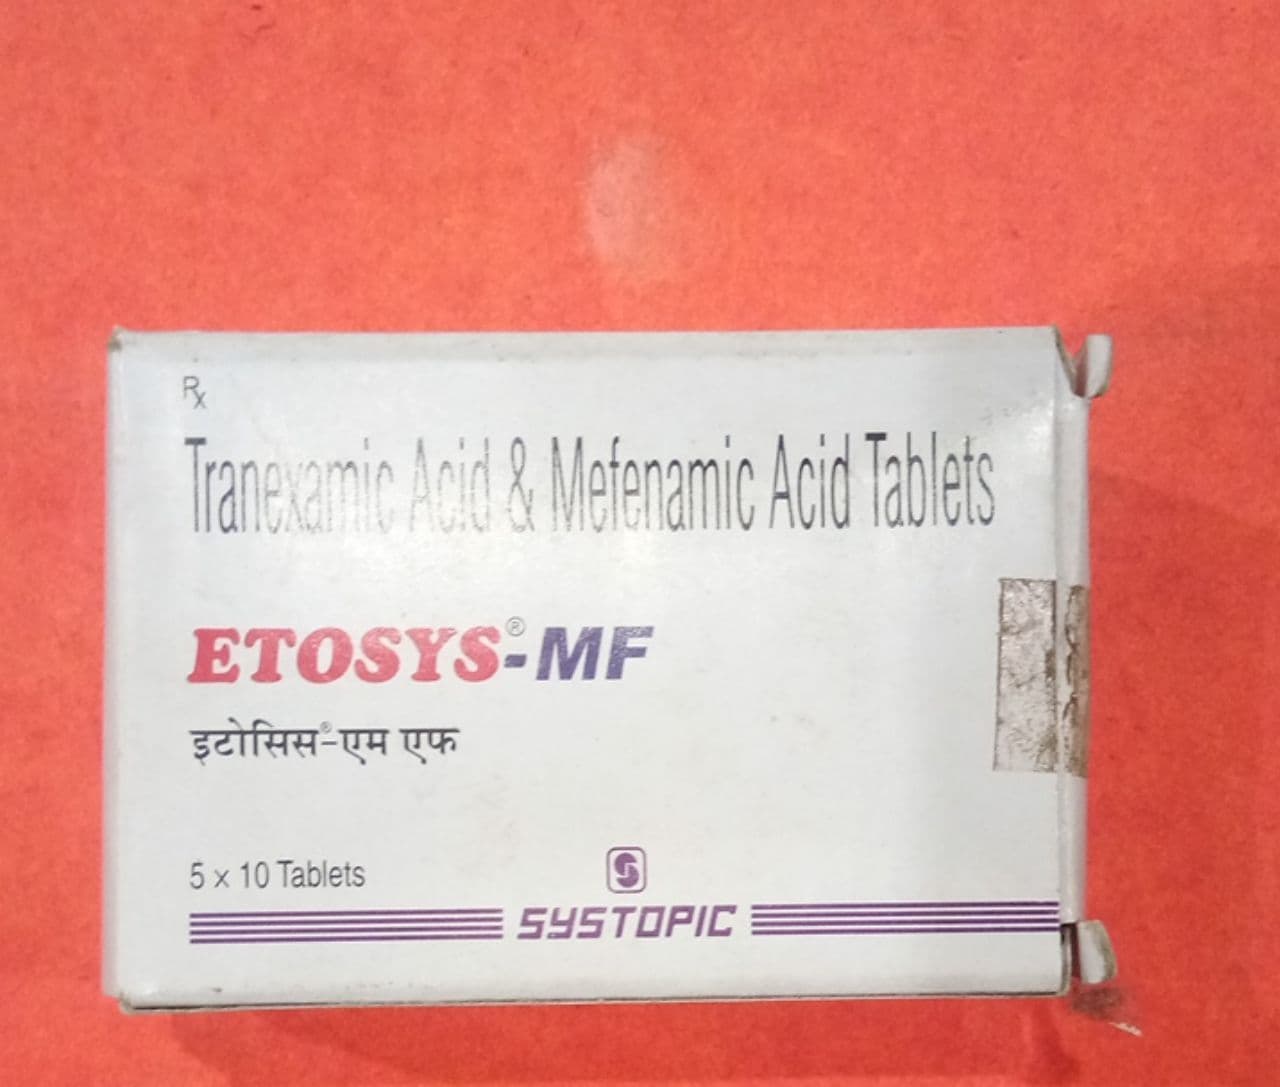 Rx
Tranexamic Acid & Mefenamic Acid Tablets
ETOSYS®-MF
इटोसिस®-एम एफ
5 x 10 Tablets
SYSTOPIC